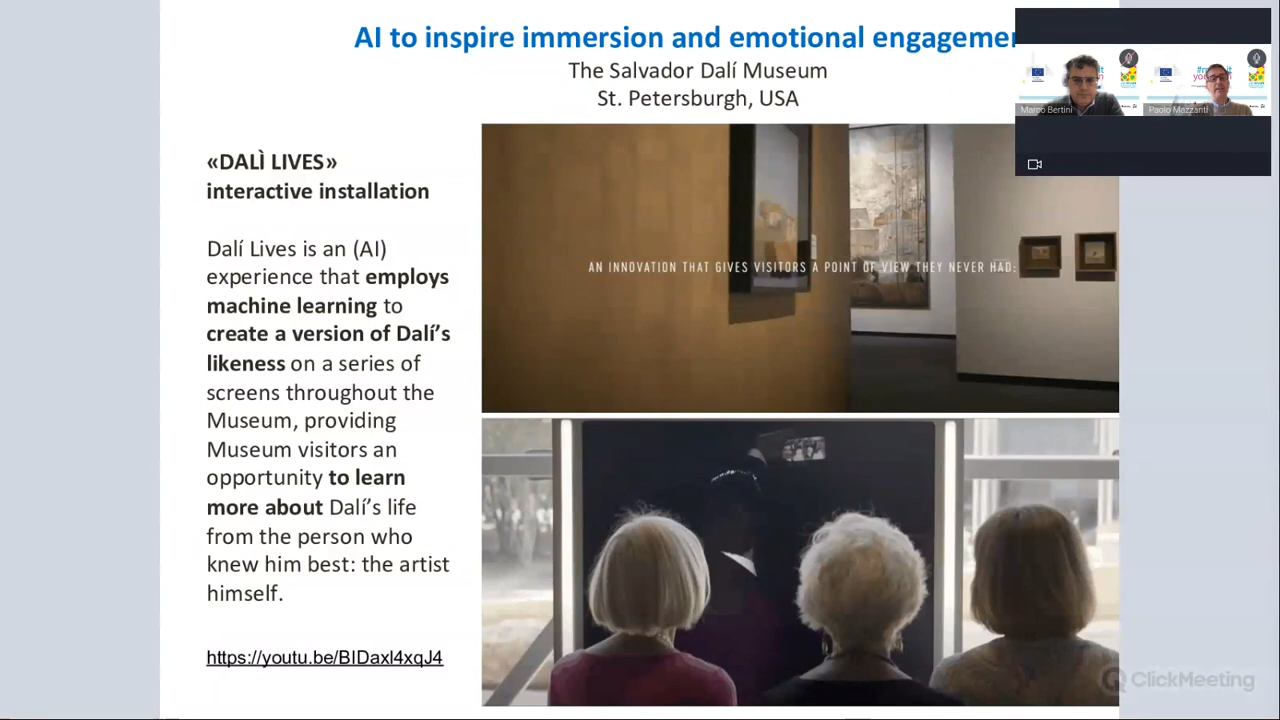 AI to inspire immersion and emotional engagemen
The Salvador Dalí Museum
St. Petersburgh, USA
«DALÌ LIVES»
interactive installation
Dalí Lives is an (AI)
experience that employs
machine learning to
create a version of Dalí’s
likeness on a series of
screens throughout the
Museum, providing
Museum visitors an
opportunity to learn
more about Dalí’s life
from the person who
knew him best: the artist
himself.
https://youtu.be/BIDaxl4xqJ4
AN INNOVATION THAT GIVES VISITORS A POINT OF VIEW THEY NEVER HAD:
Marco Bertini
Paolo Mazzanti
ClickMeeting